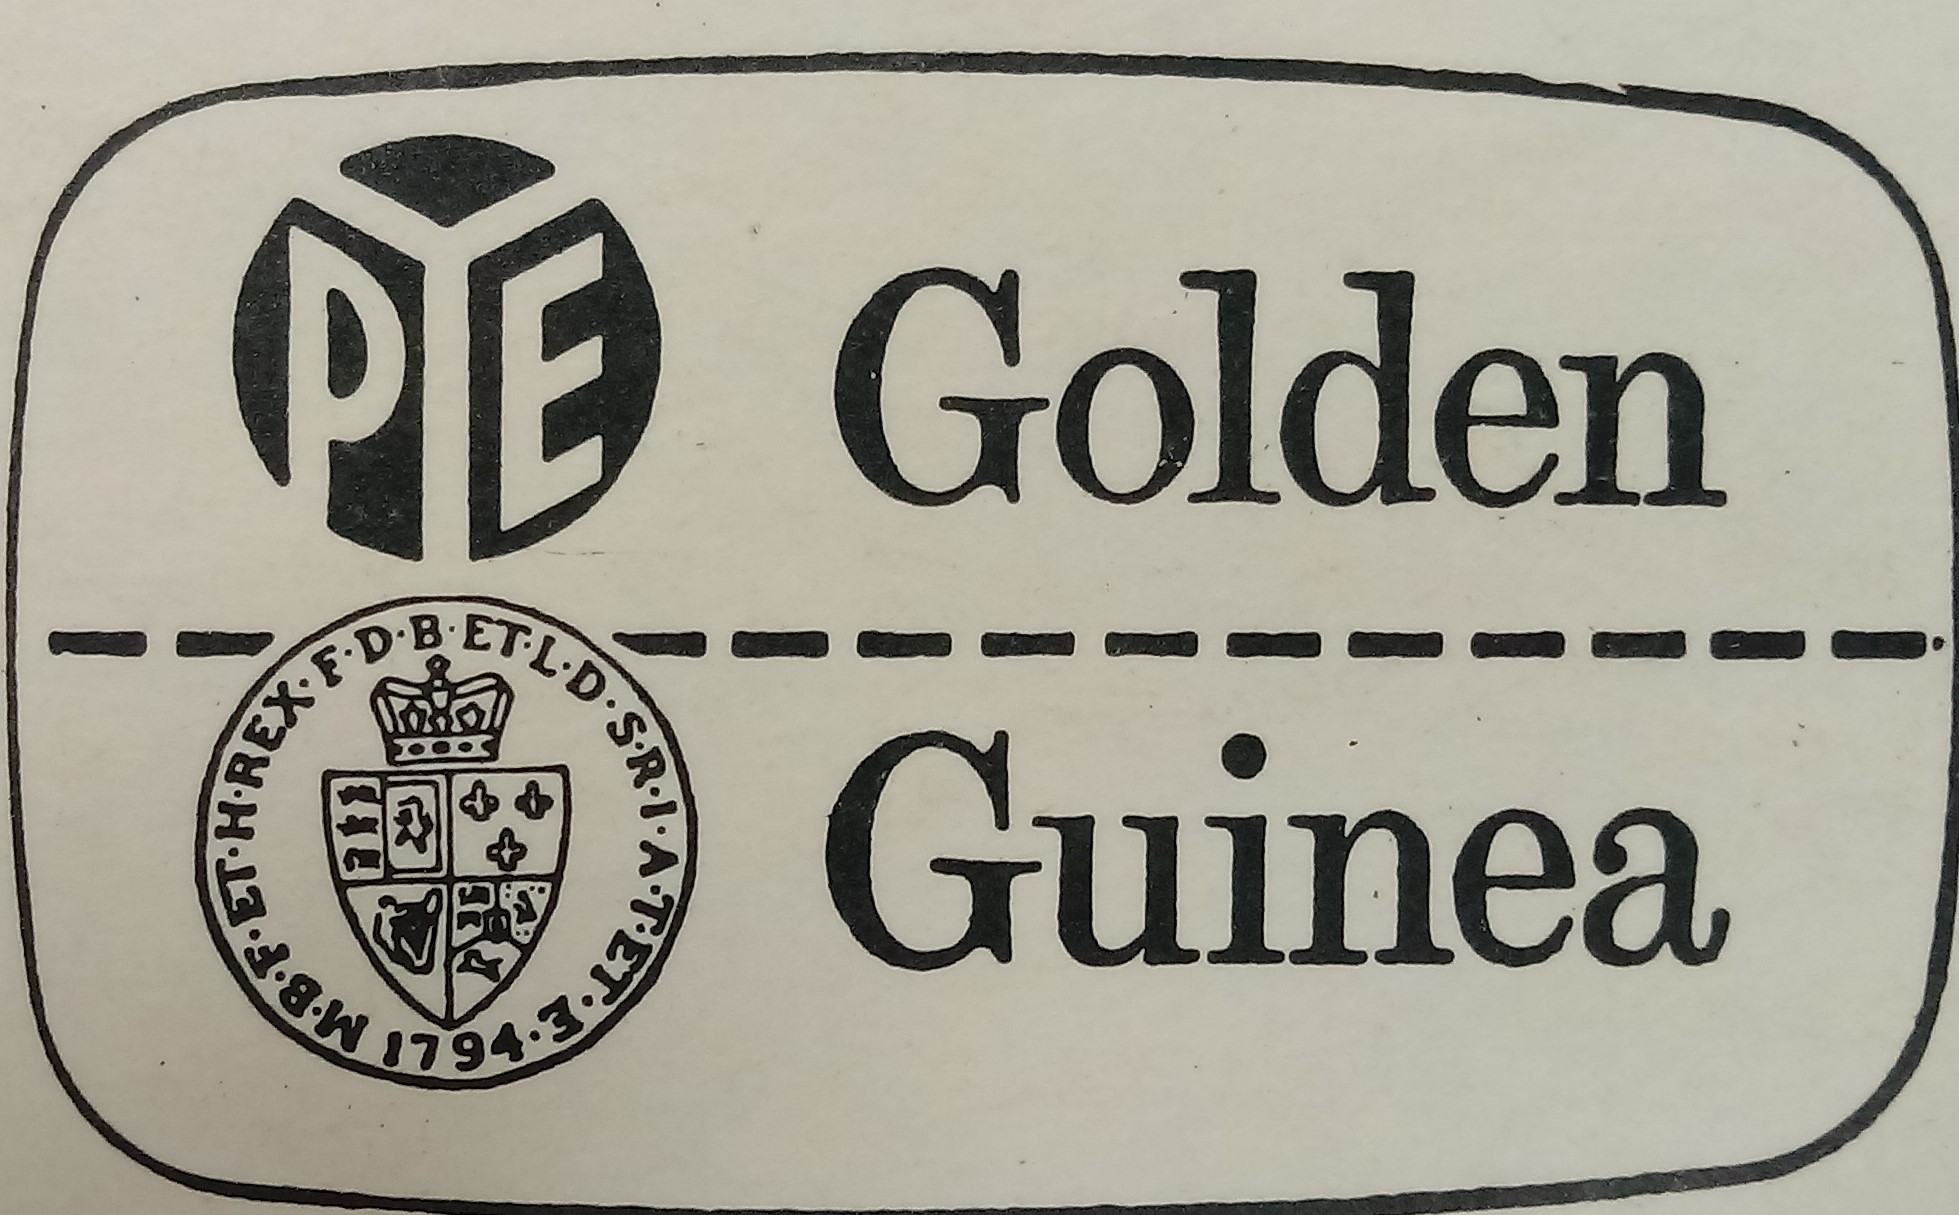 PYE
Golden
Guinea
M·B·F·ET·H·REX·F·D·B·ET·L·D·S·R·I·A·T·ET·E·
1794